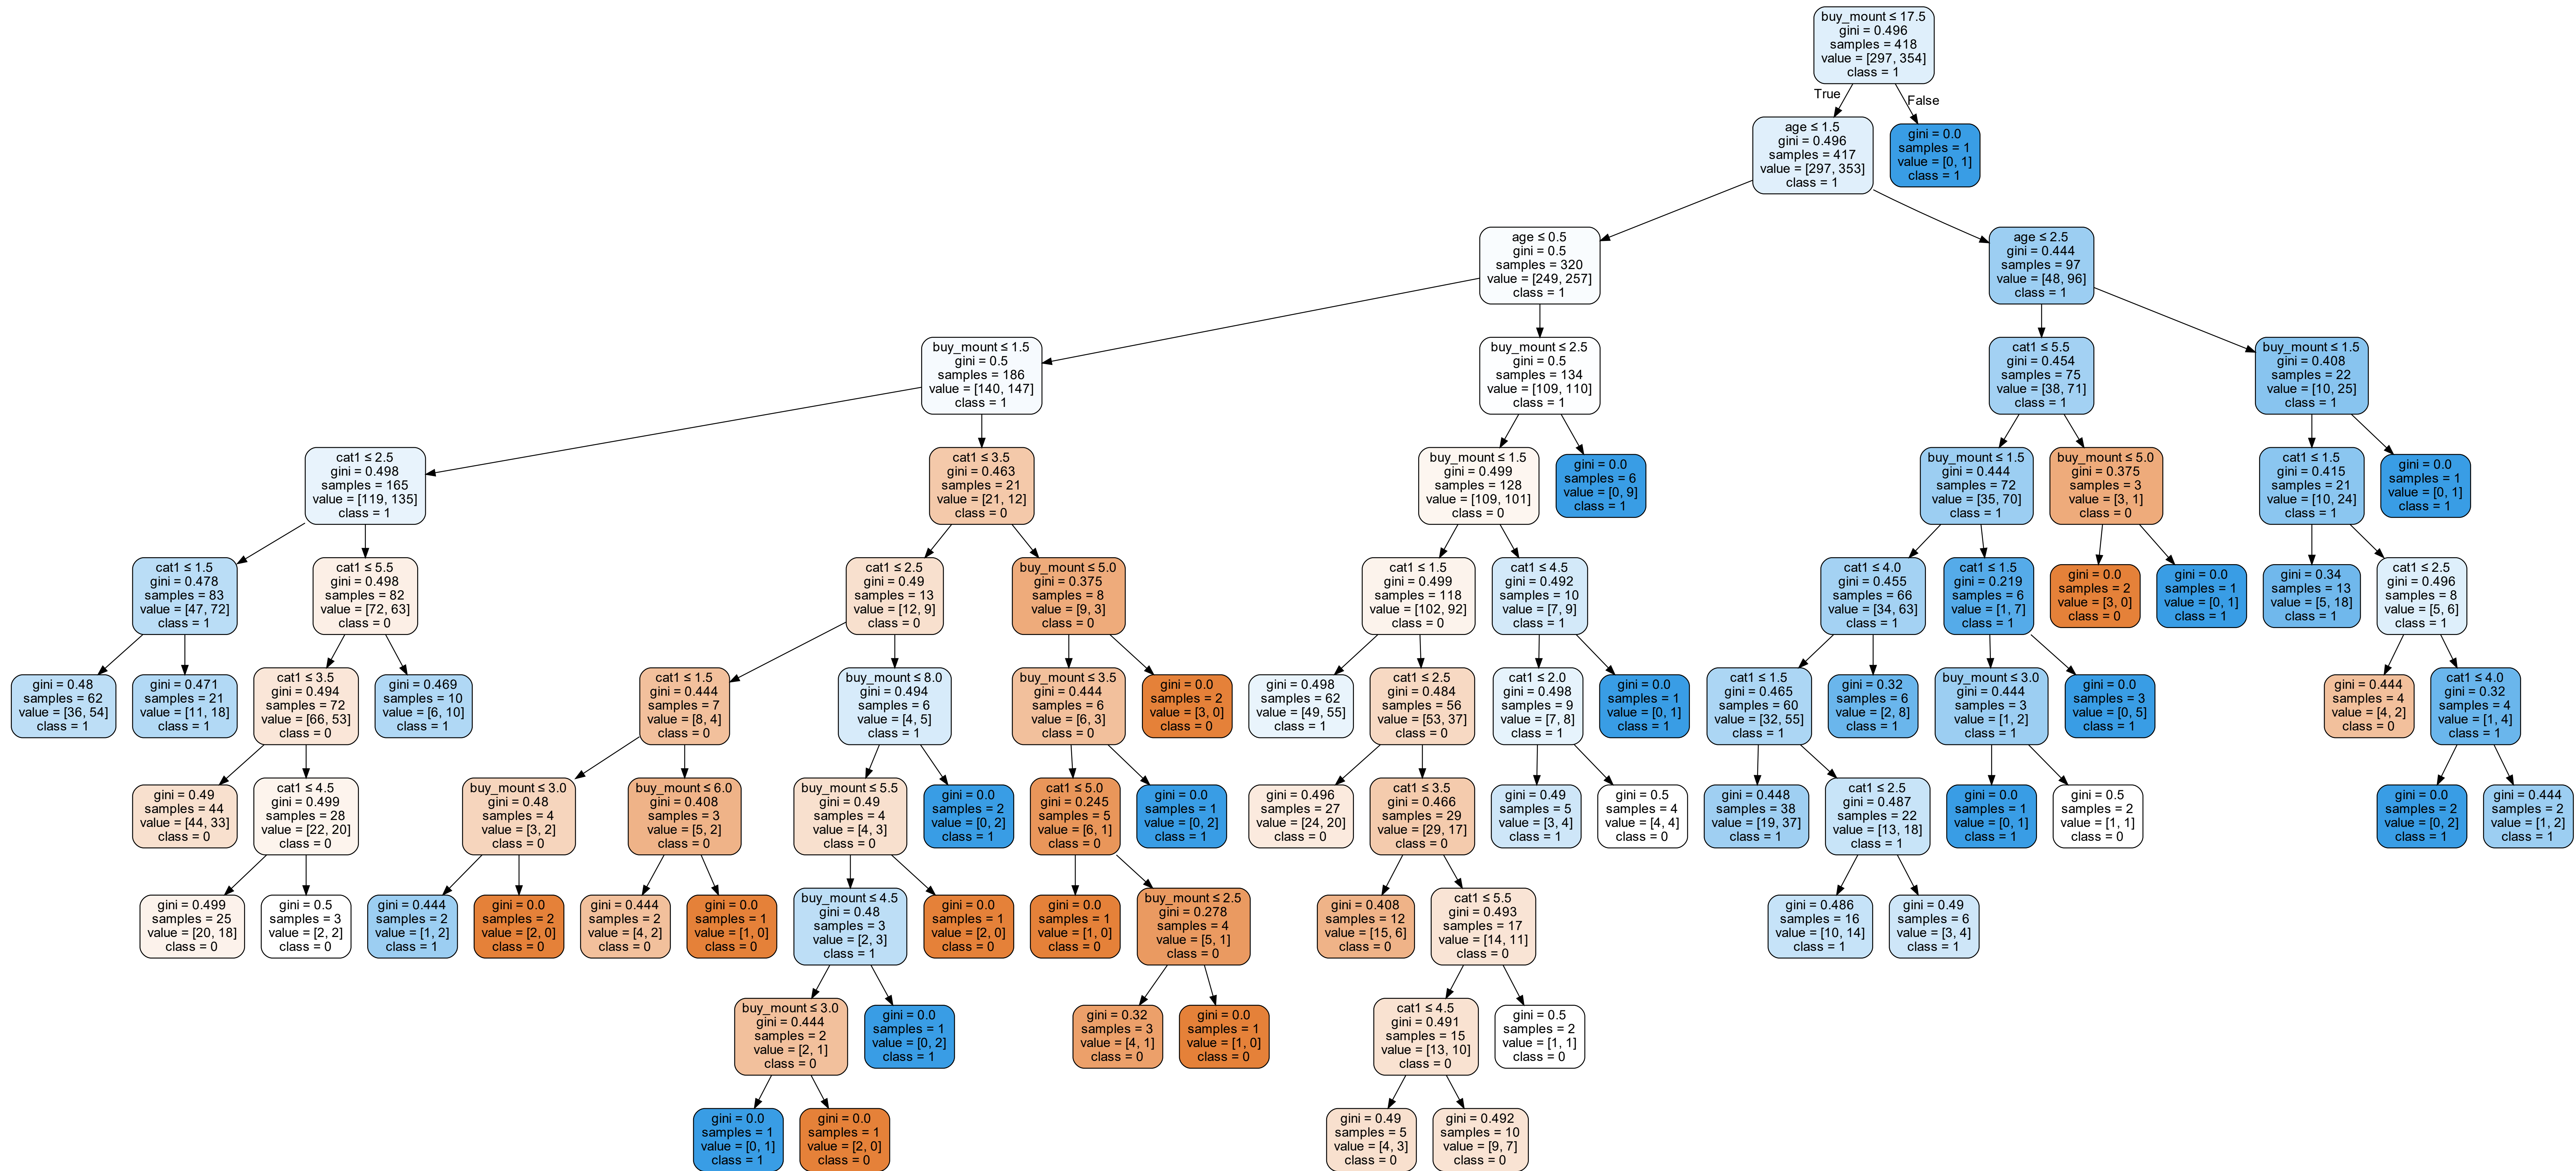 buy_mount ≤ 17.5
gini = 0.496
samples = 418
value = [297, 354]
class = 1
True
False
age ≤ 1.5
gini = 0.496
samples = 417
value = [297, 353]
class = 1
gini = 0.0
samples = 1
value = [0, 1]
class = 1
age ≤ 0.5
gini = 0.5
samples = 320
value = [249, 257]
class = 1
age ≤ 2.5
gini = 0.444
samples = 97
value = [48, 96]
class = 1
buy_mount ≤ 1.5
gini = 0.5
samples = 186
value = [140, 147]
class = 1
buy_mount ≤ 2.5
gini = 0.5
samples = 134
value = [109, 110]
class = 1
cat1 ≤ 5.5
gini = 0.454
samples = 75
value = [38, 71]
class = 1
buy_mount ≤ 1.5
gini = 0.408
samples = 22
value = [10, 25]
class = 1
cat1 ≤ 2.5
gini = 0.498
samples = 165
value = [119, 135]
class = 1
cat1 ≤ 3.5
gini = 0.463
samples = 21
value = [21, 12]
class = 0
buy_mount ≤ 1.5
gini = 0.499
samples = 128
value = [109, 101]
class = 0
gini = 0.0
samples = 6
value = [0, 9]
class = 1
buy_mount ≤ 1.5
gini = 0.444
samples = 72
value = [35, 70]
class = 1
buy_mount ≤ 5.0
gini = 0.375
samples = 3
value = [3, 1]
class = 0
cat1 ≤ 1.5
gini = 0.415
samples = 21
value = [10, 24]
class = 1
gini = 0.0
samples = 1
value = [0, 1]
class = 1
cat1 ≤ 1.5
gini = 0.478
samples = 83
value = [47, 72]
class = 1
cat1 ≤ 5.5
gini = 0.498
samples = 82
value = [72, 63]
class = 0
cat1 ≤ 2.5
gini = 0.49
samples = 13
value = [12, 9]
class = 0
buy_mount ≤ 5.0
gini = 0.375
samples = 8
value = [9, 3]
class = 0
cat1 ≤ 1.5
gini = 0.499
samples = 118
value = [102, 92]
class = 0
cat1 ≤ 4.5
gini = 0.492
samples = 10
value = [7, 9]
class = 1
cat1 ≤ 4.0
gini = 0.455
samples = 66
value = [34, 63]
class = 1
cat1 ≤ 1.5
gini = 0.219
samples = 6
value = [1, 7]
class = 1
gini = 0.0
samples = 2
value = [3, 0]
class = 0
gini = 0.0
samples = 1
value = [0, 1]
class = 1
gini = 0.34
samples = 13
value = [5, 18]
class = 1
cat1 ≤ 2.5
gini = 0.496
samples = 8
value = [5, 6]
class = 1
gini = 0.48
samples = 62
value = [36, 54]
class = 1
gini = 0.471
samples = 21
value = [11, 18]
class = 1
cat1 ≤ 3.5
gini = 0.494
samples = 72
value = [66, 53]
class = 0
gini = 0.469
samples = 10
value = [6, 10]
class = 1
cat1 ≤ 1.5
gini = 0.444
samples = 7
value = [8, 4]
class = 0
buy_mount ≤ 8.0
gini = 0.494
samples = 6
value = [4, 5]
class = 1
buy_mount ≤ 3.5
gini = 0.444
samples = 6
value = [6, 3]
class = 0
gini = 0.0
samples = 2
value = [3, 0]
class = 0
gini = 0.498
samples = 62
value = [49, 55]
class = 1
cat1 ≤ 2.5
gini = 0.484
samples = 56
value = [53, 37]
class = 0
cat1 ≤ 2.0
gini = 0.498
samples = 9
value = [7, 8]
class = 1
gini = 0.0
samples = 1
value = [0, 1]
class = 1
cat1 ≤ 1.5
gini = 0.465
samples = 60
value = [32, 55]
class = 1
gini = 0.32
samples = 6
value = [2, 8]
class = 1
buy_mount ≤ 3.0
gini = 0.444
samples = 3
value = [1, 2]
class = 1
gini = 0.0
samples = 3
value = [0, 5]
class = 1
gini = 0.444
samples = 4
value = [4, 2]
class = 0
cat1 ≤ 4.0
gini = 0.32
samples = 4
value = [1, 4]
class = 1
gini = 0.49
samples = 44
value = [44, 33]
class = 0
cat1 ≤ 4.5
gini = 0.499
samples = 28
value = [22, 20]
class = 0
buy_mount ≤ 3.0
gini = 0.48
samples = 4
value = [3, 2]
class = 0
buy_mount ≤ 6.0
gini = 0.408
samples = 3
value = [5, 2]
class = 0
buy_mount ≤ 5.5
gini = 0.49
samples = 4
value = [4, 3]
class = 0
gini = 0.0
samples = 2
value = [0, 2]
class = 1
cat1 ≤ 5.0
gini = 0.245
samples = 5
value = [6, 1]
class = 0
gini = 0.0
samples = 1
value = [0, 2]
class = 1
gini = 0.496
samples = 27
value = [24, 20]
class = 0
cat1 ≤ 3.5
gini = 0.466
samples = 29
value = [29, 17]
class = 0
gini = 0.49
samples = 5
value = [3, 4]
class = 1
gini = 0.5
samples = 4
value = [4, 4]
class = 0
gini = 0.448
samples = 38
value = [19, 37]
class = 1
cat1 ≤ 2.5
gini = 0.487
samples = 22
value = [13, 18]
class = 1
gini = 0.0
samples = 1
value = [0, 1]
class = 1
gini = 0.5
samples = 2
value = [1, 1]
class = 0
gini = 0.0
samples = 2
value = [0, 2]
class = 1
gini = 0.444
samples = 2
value = [1, 2]
class = 1
gini = 0.499
samples = 25
value = [20, 18]
class = 0
gini = 0.5
samples = 3
value = [2, 2]
class = 0
gini = 0.444
samples = 2
value = [1, 2]
class = 1
gini = 0.0
samples = 2
value = [2, 0]
class = 0
gini = 0.444
samples = 2
value = [4, 2]
class = 0
gini = 0.0
samples = 1
value = [1, 0]
class = 0
buy_mount ≤ 4.5
gini = 0.48
samples = 3
value = [2, 3]
class = 1
gini = 0.0
samples = 1
value = [2, 0]
class = 0
gini = 0.0
samples = 1
value = [1, 0]
class = 0
buy_mount ≤ 2.5
gini = 0.278
samples = 4
value = [5, 1]
class = 0
gini = 0.408
samples = 12
value = [15, 6]
class = 0
cat1 ≤ 5.5
gini = 0.493
samples = 17
value = [14, 11]
class = 0
gini = 0.486
samples = 16
value = [10, 14]
class = 1
gini = 0.49
samples = 6
value = [3, 4]
class = 1
buy_mount ≤ 3.0
gini = 0.444
samples = 2
value = [2, 1]
class = 0
gini = 0.0
samples = 1
value = [0, 2]
class = 1
gini = 0.32
samples = 3
value = [4, 1]
class = 0
gini = 0.0
samples = 1
value = [1, 0]
class = 0
cat1 ≤ 4.5
gini = 0.491
samples = 15
value = [13, 10]
class = 0
gini = 0.5
samples = 2
value = [1, 1]
class = 0
gini = 0.0
samples = 1
value = [0, 1]
class = 1
gini = 0.0
samples = 1
value = [2, 0]
class = 0
gini = 0.49
samples = 5
value = [4, 3]
class = 0
gini = 0.492
samples = 10
value = [9, 7]
class = 0